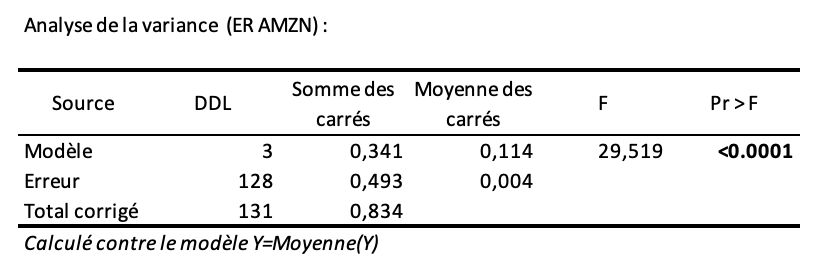 Analyse de la variance (ER AMZN) :
Source DDL Somme des carrés Moyenne des carrés F Pr > F
Modèle 3 0,341 0,114 29,519 <0.0001
Erreur 128 0,493 0,004
Total corrigé 131 0,834
Calculé contre le modèle Y=Moyenne(Y)